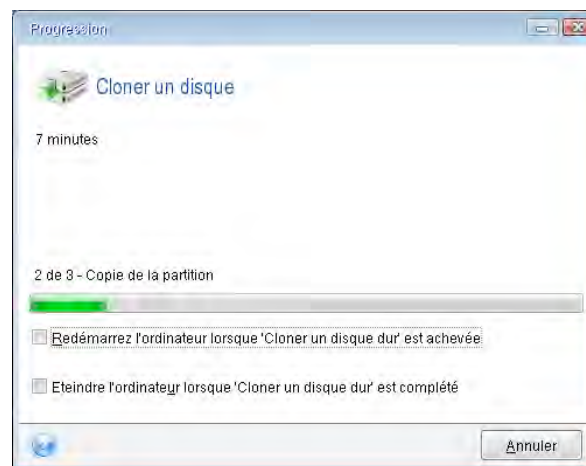 Progression
Cloner un disque
7 minutes
2 de 3 - Copie de la partition
Redémarrez l'ordinateur lorsque 'Cloner un disque dur' est achevée
Eteindre l'ordinateur lorsque 'Cloner un disque dur' est complété
Annuler